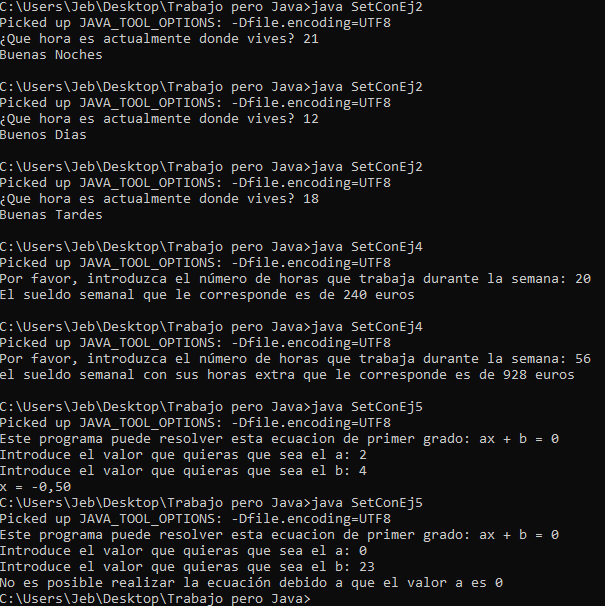 C:\Users\Jeb\Desktop\Trabajo pero Java>java SetConEj2
Picked up JAVA_TOOL_OPTIONS: -Dfile.encoding=UTF8
¿Que hora es actualmente donde vives? 21
Buenas Noches
C:\Users\Jeb\Desktop\Trabajo pero Java>java SetConEj2
Picked up JAVA_TOOL_OPTIONS: -Dfile.encoding=UTF8
¿Que hora es actualmente donde vives? 12
Buenos Dias
C:\Users\Jeb\Desktop\Trabajo pero Java>java SetConEj2
Picked up JAVA_TOOL_OPTIONS: -Dfile.encoding=UTF8
¿Que hora es actualmente donde vives? 18
Buenas Tardes
C:\Users\Jeb\Desktop\Trabajo pero Java>java SetConEj4
Picked up JAVA_TOOL_OPTIONS: -Dfile.encoding=UTF8
Por favor, introduzca el número de horas que trabaja durante la semana: 20
El sueldo semanal que le corresponde es de 240 euros
C:\Users\Jeb\Desktop\Trabajo pero Java>java SetConEj4
Picked up JAVA_TOOL_OPTIONS: -Dfile.encoding=UTF8
Por favor, introduzca el número de horas que trabaja durante la semana: 56
el sueldo semanal con sus horas extra que le corresponde es de 928 euros
C:\Users\Jeb\Desktop\Trabajo pero Java>java SetConEj5
Picked up JAVA_TOOL_OPTIONS: -Dfile.encoding=UTF8
Este programa puede resolver esta ecuacion de primer grado: ax + b = 0
Introduce el valor que quieras que sea el a: 2
Introduce el valor que quieras que sea el b: 4
x = -0,50
C:\Users\Jeb\Desktop\Trabajo pero Java>java SetConEj5
Picked up JAVA_TOOL_OPTIONS: -Dfile.encoding=UTF8
Este programa puede resolver esta ecuacion de primer grado: ax + b = 0
Introduce el valor que quieras que sea el a: 0
Introduce el valor que quieras que sea el b: 23
No es posible realizar la ecuación debido a que el valor a es 0
C:\Users\Jeb\Desktop\Trabajo pero Java>